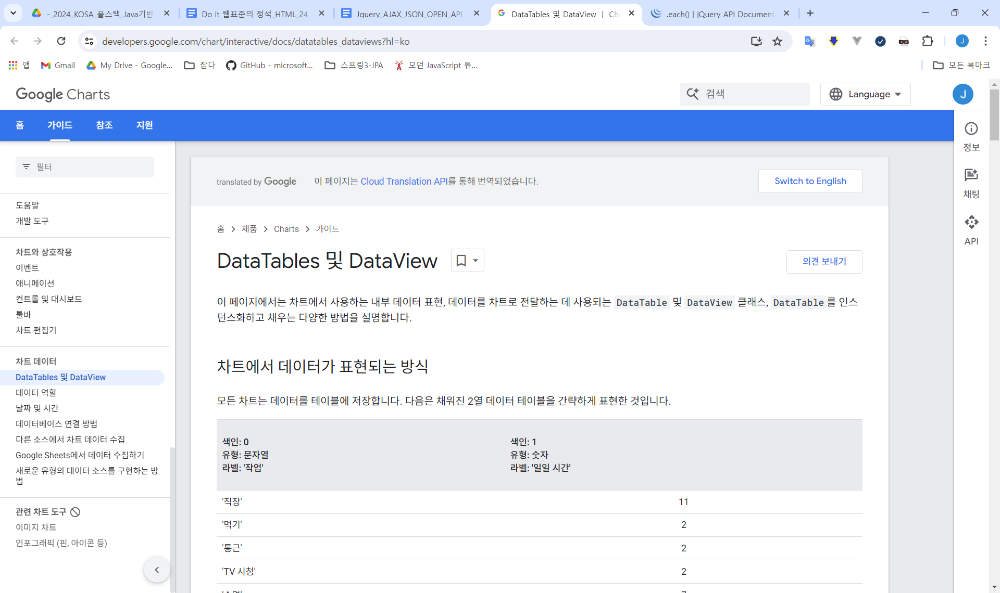 -_2024_KOSA_풀스택_Java기반
Do it 웹표준의 정석_HTML_24_
Jquery_AJAX_JSON_OPEN_API_
DataTables 및 DataView | Cha
.each() | jQuery API Document
developers.google.com/chart/interactive/docs/datatables_dataviews?hl=ko
J
앱
Gmail
My Drive - Google...
잡다
GitHub - microsoft...
스프링3-JPA
모던 JavaScript 튜...
모든 북마크
Google Charts
검색
Language
J
홈
가이드
참조
지원
정보
채팅
API
필터
도움말
개발 도구
차트와 상호작용
이벤트
애니메이션
컨트롤 및 대시보드
툴바
차트 편집기
차트 데이터
DataTables 및 DataView
데이터 역할
날짜 및 시간
데이터베이스 연결 방법
다른 소스에서 차트 데이터 수집
Google Sheets에서 데이터 수집하기
새로운 유형의 데이터 소스를 구현하는 방
법
관련 차트 도구
이미지 차트
인포그래픽 (핀, 아이콘 등)
translated by Google
이 페이지는 Cloud Translation API를 통해 번역되었습니다.
Switch to English
홈
제품
Charts
가이드
DataTables 및 DataView
의견 보내기
이 페이지에서는 차트에서 사용하는 내부 데이터 표현, 데이터를 차트로 전달하는 데 사용되는 DataTable 및 DataView 클래스, DataTable를 인스
턴스화하고 채우는 다양한 방법을 설명합니다.
차트에서 데이터가 표현되는 방식
모든 차트는 데이터를 테이블에 저장합니다. 다음은 채워진 2열 데이터 테이블을 간략하게 표현한 것입니다.
색인: 0
유형: 문자열
라벨: '작업'
색인: 1
유형: 숫자
라벨: '일일 시간'
'직장' 11
'먹기' 2
'통근' 2
'TV 시청' 2